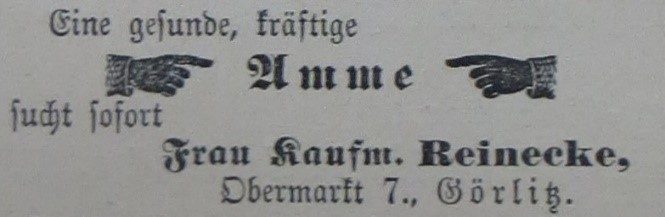 Eine gesunde, kräftige
Amme
sucht sofort
Frau Kaufm. Reinecke,
Obermarkt 7., Görlitz.